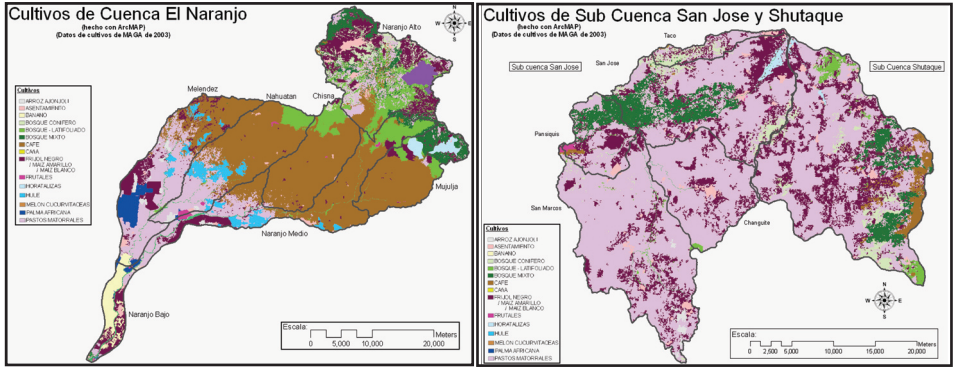 Cultivos de Cuenca El Naranjo
(hecho con ArcMAP)
(Datos de cultivos de MAGA de 2003)
Naranjo Alto
N
W E
S
Melendez
Nahuatan
Chisna
Cultivos
ARROZ AJONJOLI
ASENTAMIENTO
BANANO
BOSQUE CONIFERO
BOSQUE - LATIFOLIADO
BOSQUE MIXTO
CAFE
CAÑA
FRIJOL NEGRO
/ MAIZ AMARILLO
/ MAIZ BLANCO
FRUTALES
HORATALIZAS
HULE
MELON CUCURVITACEAS
PALMA AFRICANA
PASTOS MATORRALES
Mujulja
Naranjo Medio
Naranjo Bajo
Escala:
Meters
0 5,000 10,000 20,000
Cultivos de Sub Cuenca San Jose y Shutaque
(hecho con ArcMAP)
(Datos de cultivos de MAGA de 2003)
Taco
San Jose
Sub cuenca San Jose
Sub Cuenca Shutaque
Pansiquis
San Marcos
Changuite
Cultivos
ARROZ AJONJOLI
ASENTAMIENTO
BANANO
BOSQUE CONIFERO
BOSQUE - LATIFOLIADO
BOSQUE MIXTO
CAFE
CAÑA
FRIJOL NEGRO
/ MAIZ AMARILLO
/ MAIZ BLANCO
FRUTALES
HORATALIZAS
HULE
MELON CUCURVITACEAS
PALMA AFRICANA
PASTOS MATORRALES
N
W E
S
Escala:
Meters
0 2,500 5,000 10,000 15,000 20,000